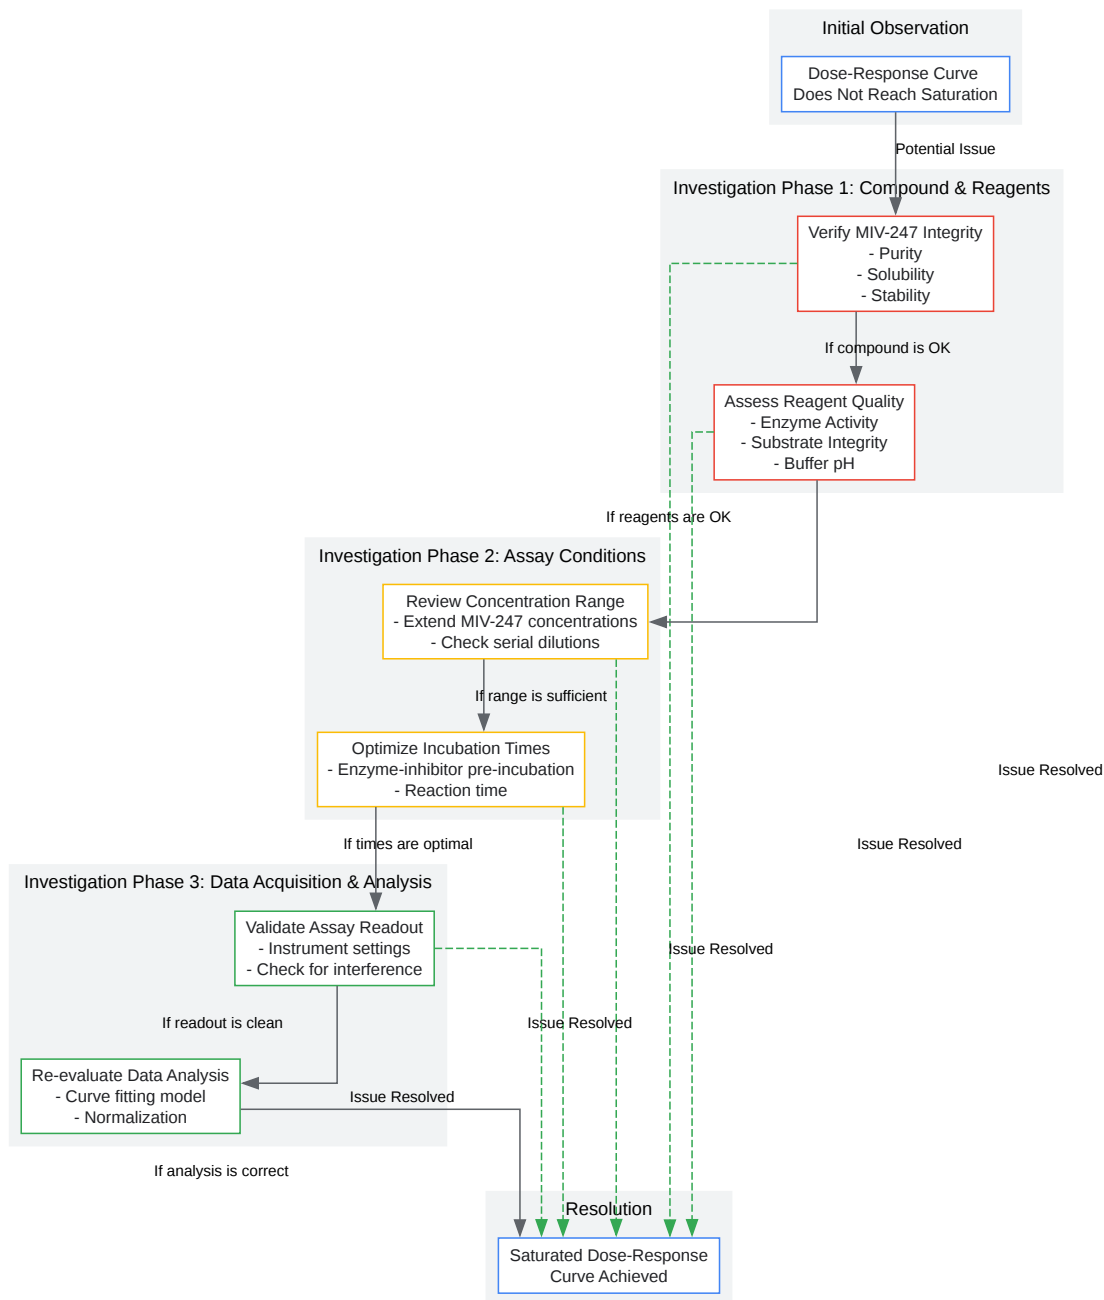 Initial Observation
Dose-Response Curve
Does Not Reach Saturation
Potential Issue
Investigation Phase 1: Compound & Reagents
Verify MIV-247 Integrity
- Purity
- Solubility
- Stability
If compound is OK
Assess Reagent Quality
- Enzyme Activity
- Substrate Integrity
- Buffer pH
If reagents are OK
Investigation Phase 2: Assay Conditions
Review Concentration Range
- Extend MIV-247 concentrations
- Check serial dilutions
If range is sufficient
Optimize Incubation Times
- Enzyme-inhibitor pre-incubation
- Reaction time
Issue Resolved
If times are optimal
Issue Resolved
Investigation Phase 3: Data Acquisition & Analysis
Validate Assay Readout
- Instrument settings
- Check for interference
Issue Resolved
If readout is clean
Issue Resolved
Re-evaluate Data Analysis
- Curve fitting model
- Normalization
Issue Resolved
If analysis is correct
Resolution
Saturated Dose-Response
Curve Achieved